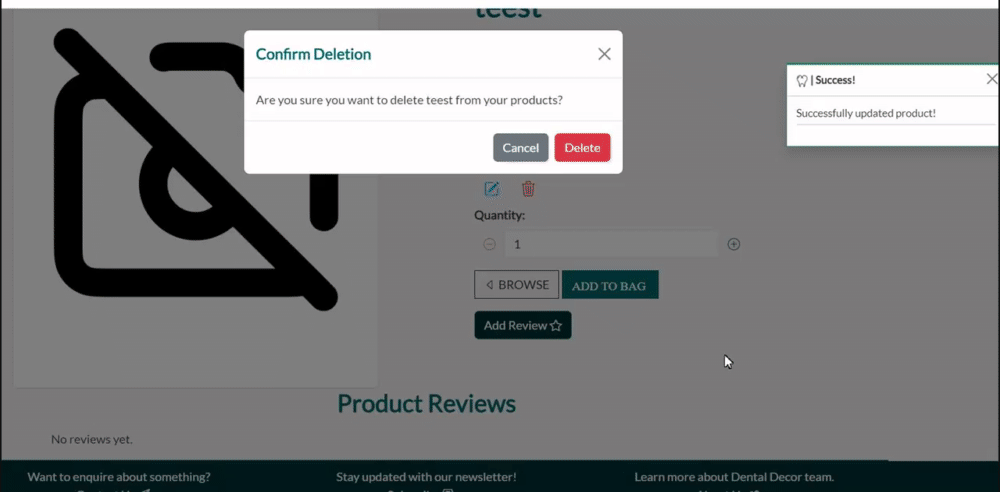 teest
Confirm Deletion
Are you sure you want to delete teest from your products?
Cancel
Delete
| Success!
Successfully updated product!
Quantity:
1
BROWSE
ADD TO BAG
Add Review
Product Reviews
No reviews yet.
Want to enquire about something?
Stay updated with our newsletter!
Learn more about Dental Decor team.